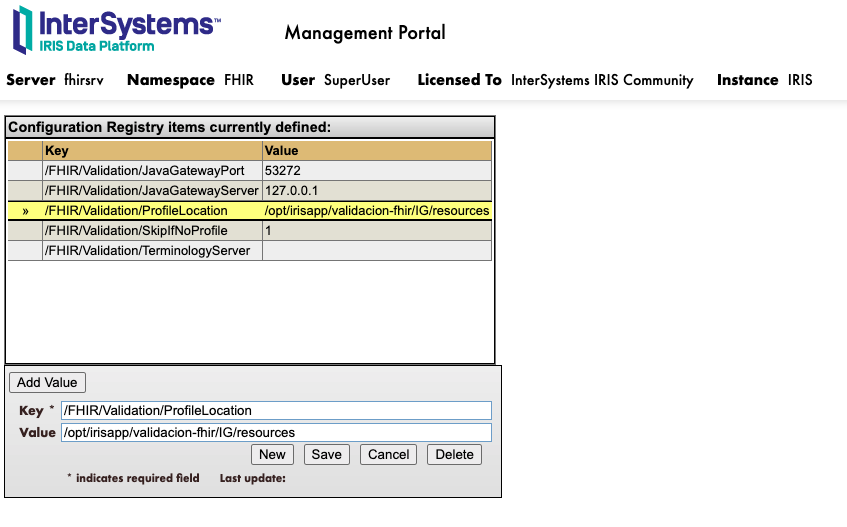 InterSystems™
IRIS Data Platform
Management Portal
Server fhirsrv Namespace FHIR User SuperUser Licensed To InterSystems IRIS Community Instance IRIS
Configuration Registry items currently defined:
Key Value
/FHIR/Validation/JavaGatewayPort 53272
/FHIR/Validation/JavaGatewayServer 127.0.0.1
» /FHIR/Validation/ProfileLocation /opt/irisapp/validacion-fhir/IG/resources
/FHIR/Validation/SkipIfNoProfile 1
/FHIR/Validation/TerminologyServer
Add Value
Key * /FHIR/Validation/ProfileLocation
Value /opt/irisapp/validacion-fhir/IG/resources
New Save Cancel Delete
* indicates required field Last update: